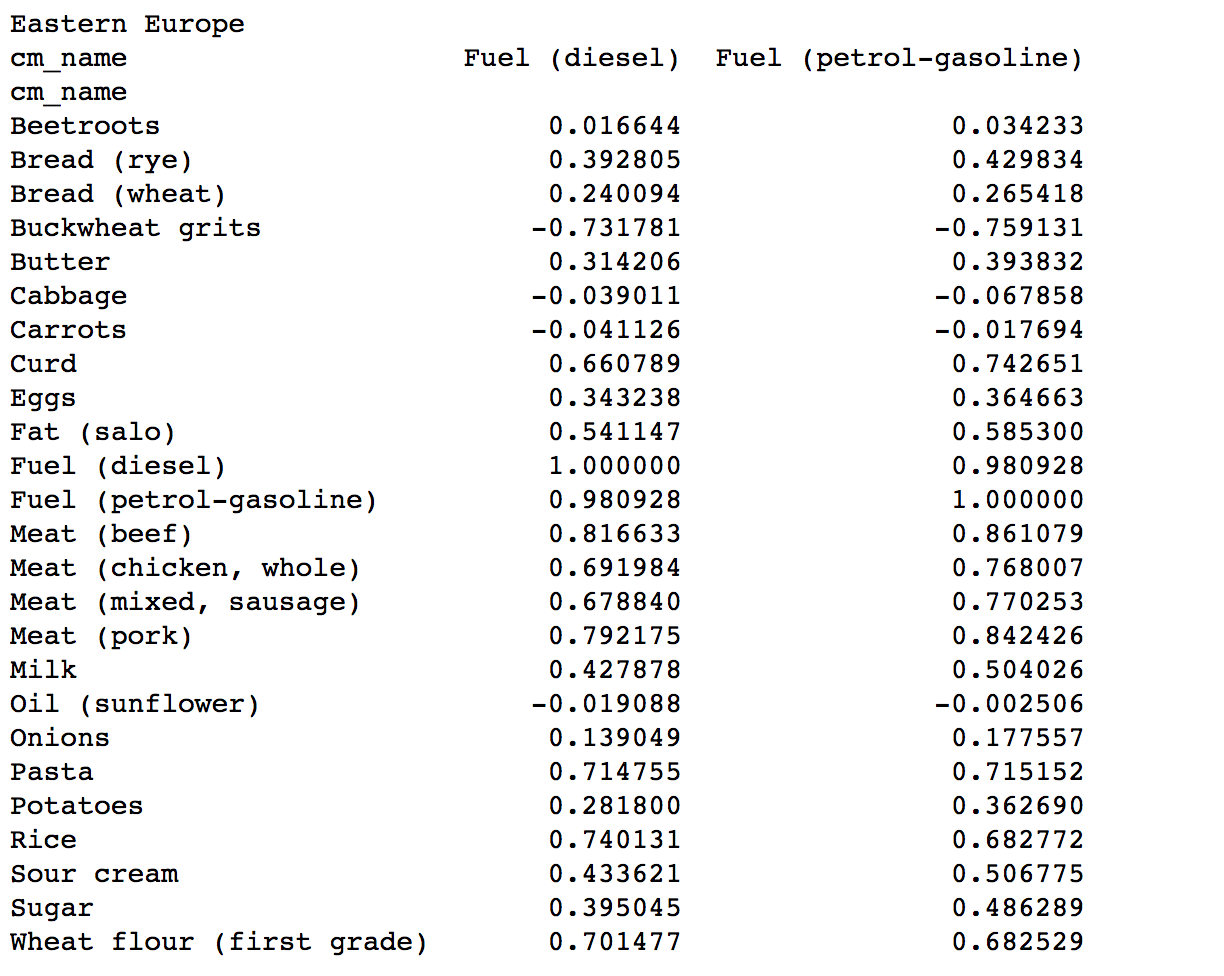 Eastern Europe
cm_name Fuel (diesel) Fuel (petrol-gasoline)
cm_name
Beetroots 0.016644 0.034233
Bread (rye) 0.392805 0.429834
Bread (wheat) 0.240094 0.265418
Buckwheat grits -0.731781 -0.759131
Butter 0.314206 0.393832
Cabbage -0.039011 -0.067858
Carrots -0.041126 -0.017694
Curd 0.660789 0.742651
Eggs 0.343238 0.364663
Fat (salo) 0.541147 0.585300
Fuel (diesel) 1.000000 0.980928
Fuel (petrol-gasoline) 0.980928 1.000000
Meat (beef) 0.816633 0.861079
Meat (chicken, whole) 0.691984 0.768007
Meat (mixed, sausage) 0.678840 0.770253
Meat (pork) 0.792175 0.842426
Milk 0.427878 0.504026
Oil (sunflower) -0.019088 -0.002506
Onions 0.139049 0.177557
Pasta 0.714755 0.715152
Potatoes 0.281800 0.362690
Rice 0.740131 0.682772
Sour cream 0.433621 0.506775
Sugar 0.395045 0.486289
Wheat flour (first grade) 0.701477 0.682529